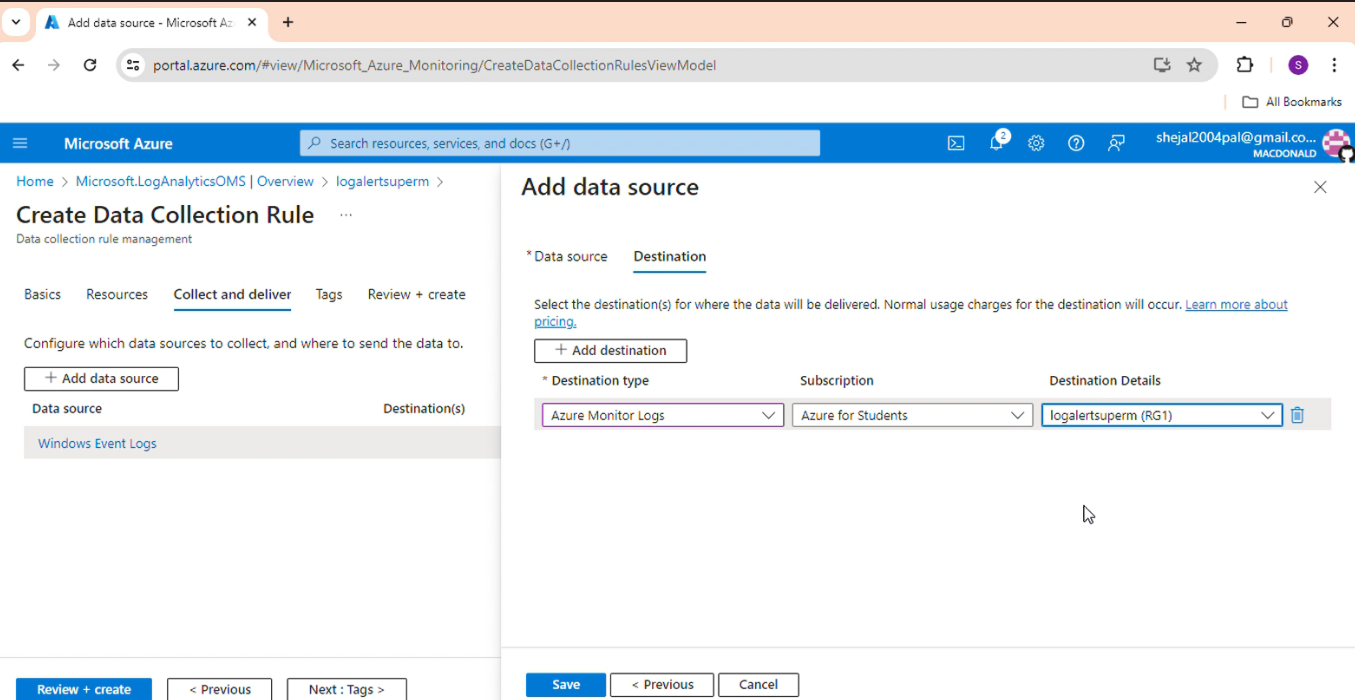 Add data source - Microsoft Az
portal.azure.com/#view/Microsoft_Azure_Monitoring/CreateDataCollectionRulesViewModel
S
All Bookmarks
Microsoft Azure
Search resources, services, and docs (G+/)
2
shejal2004pal@gmail.co...
MACDONALD
Home > Microsoft.LogAnalyticsOMS | Overview > logalertsuperm >
Create Data Collection Rule ...
Data collection rule management
Basics Resources Collect and deliver Tags Review + create
Configure which data sources to collect, and where to send the data to.
+ Add data source
Data source Destination(s)
Windows Event Logs
Review + create < Previous Next : Tags >
Add data source
* Data source Destination
Select the destination(s) for where the data will be delivered. Normal usage charges for the destination will occur. Learn more about
pricing.
+ Add destination
* Destination type Subscription Destination Details
Azure Monitor Logs Azure for Students logalertsuperm (RG1)
Save < Previous Cancel